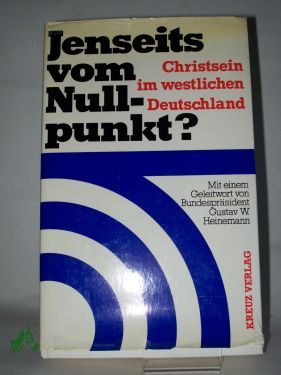 Jenseits
vom
Null-
punkt?
Christsein
im westlichen
Deutschland
Mit einem
Geleitwort von
Bundespräsident
Gustav W.
Heinemann
KREUZ VERLAG